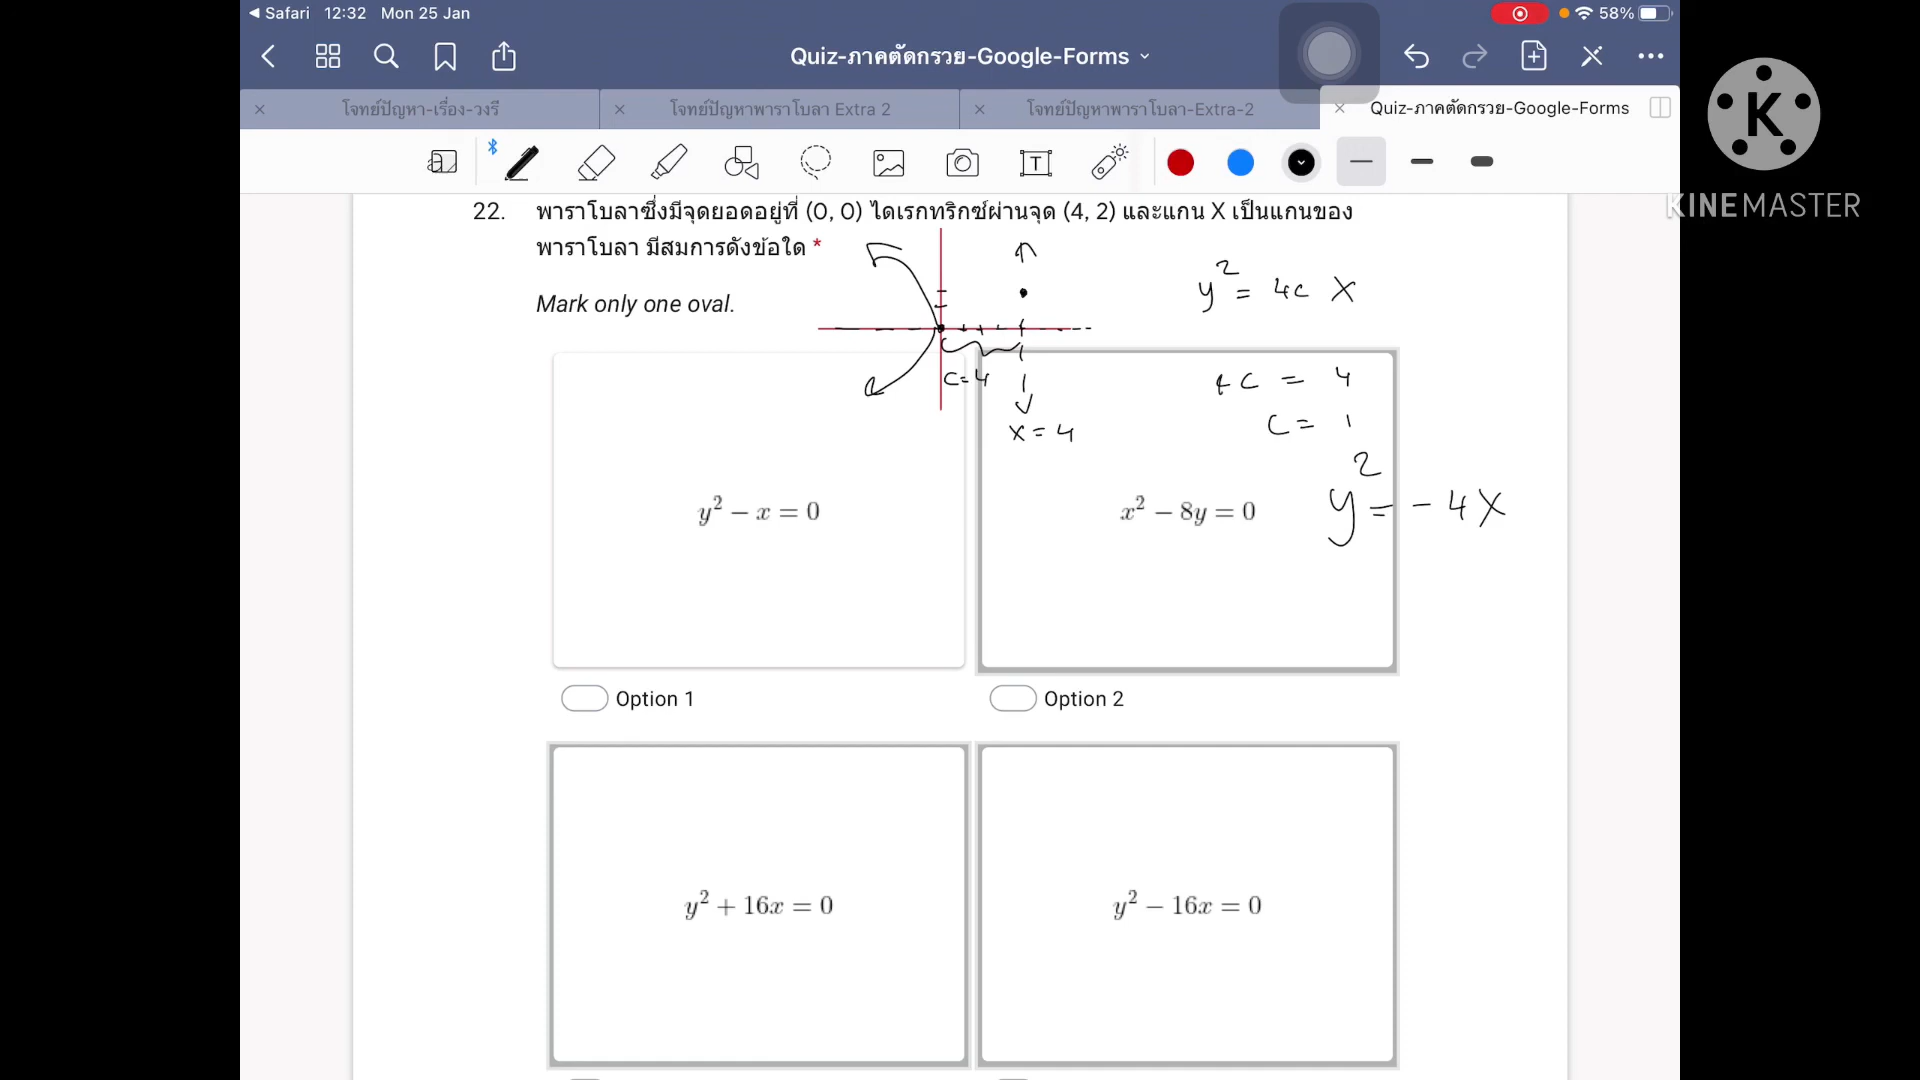 Safari 12:32 Mon 25 Jan 58%
Quiz-ภาคตัดกรวย-Google-Forms
โจทย์ปัญหา-เรื่อง-วงรี
โจทย์ปัญหาพาราโบลา Extra 2
โจทย์ปัญหาพาราโบลา-Extra-2
Quiz-ภาคตัดกรวย-Google-Forms
K
KINEMASTER
22. พาราโบลาซึ่งมีจุดยอดอยู่ที่ (0, 0) ไดเรกทริกซ์ผ่านจุด (4, 2) และแกน X เป็นแกนของ
พาราโบลา มีสมการดังข้อใด *
Mark only one oval.
y² = 4c X
c=4
x = 4
4c = 4
c = 1
y² = - 4X
y² − x = 0
x² − 8y = 0
Option 1
Option 2
y² + 16x = 0
y² − 16x = 0